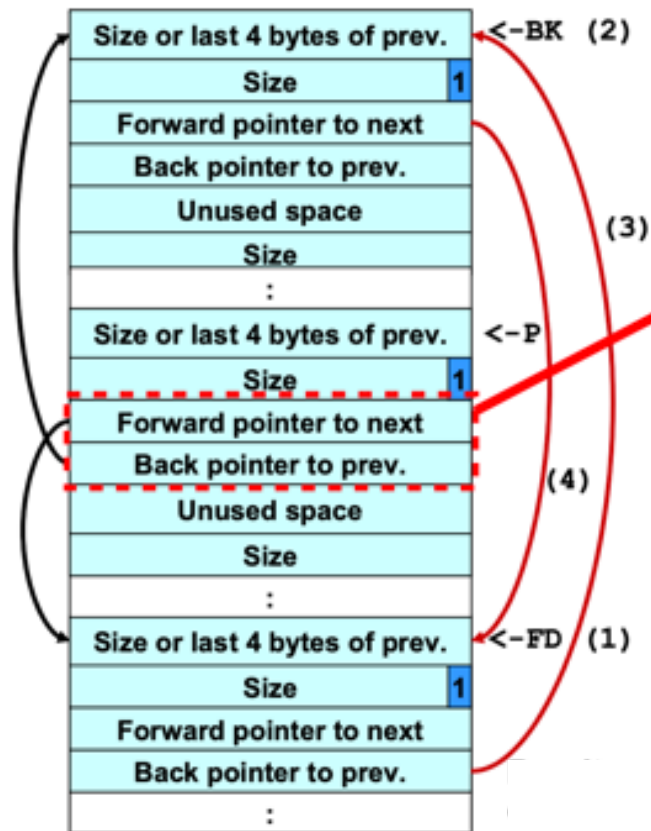 Size or last 4 bytes of prev. <-BK (2)
Size 1
Forward pointer to next
Back pointer to prev.
Unused space
(3)
Size
:
Size or last 4 bytes of prev. <-P
Size 1
Forward pointer to next
Back pointer to prev.
(4)
Unused space
Size
:
Size or last 4 bytes of prev. <-FD (1)
Size 1
Forward pointer to next
Back pointer to prev.
: